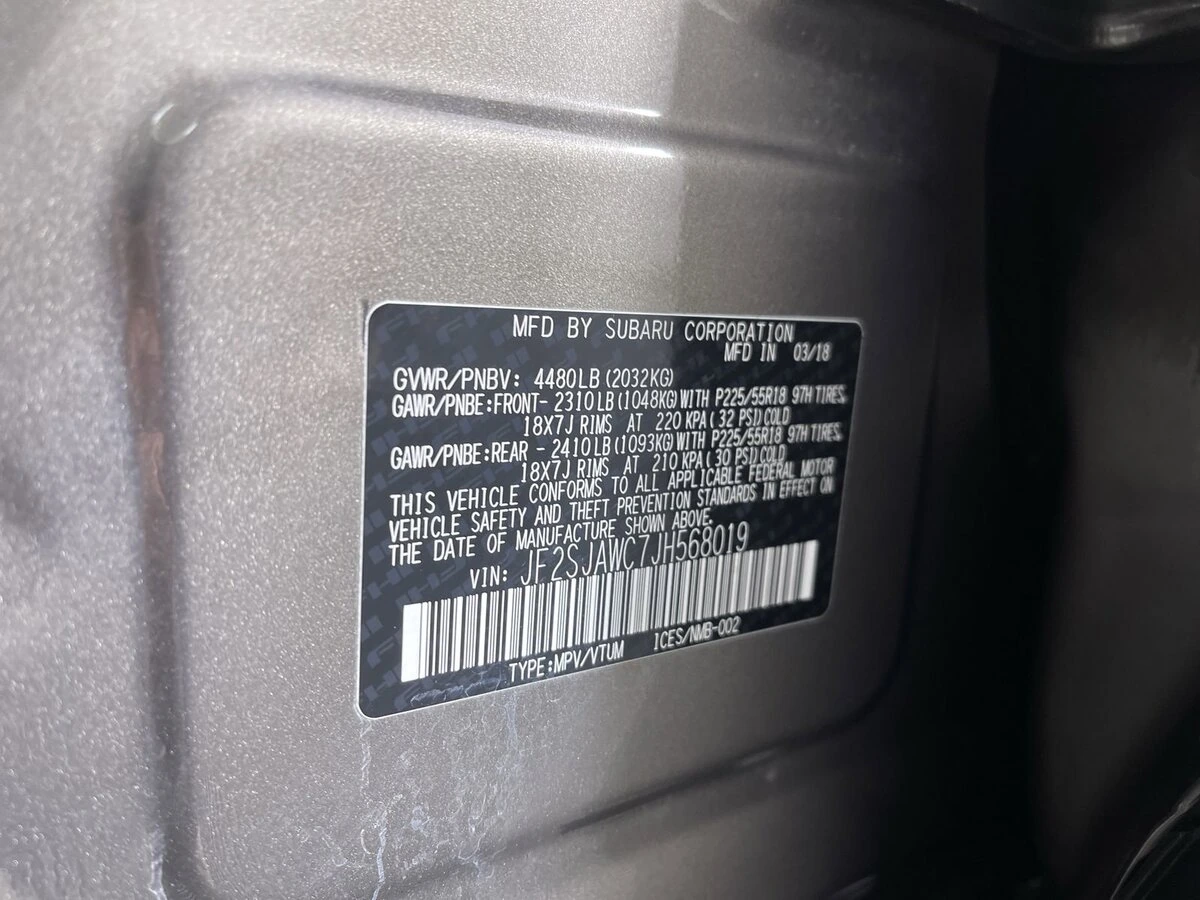 MFD BY SUBARU CORPORATION
MFD IN 03/18
GVWR/PNBV: 4480LB (2032KG)
GAWR/PNBE:FRONT- 2310LB (1048KG) WITH P225/55R18 97H TIRES,
18X7J RIMS AT 220 KPA( 32 PSI)COLD
GAWR/PNBE:REAR - 2410LB (1093KG) WITH P225/55R18 97H TIRES,
18X7J RIMS AT 210 KPA( 30 PSI)COLD
THIS VEHICLE CONFORMS TO ALL APPLICABLE FEDERAL MOTOR
VEHICLE SAFETY AND THEFT PREVENTION STANDARDS IN EFFECT ON
THE DATE OF MANUFACTURE SHOWN ABOVE.
VIN: JF2SJAWC7JH568019
TYPE:MPV/VTUM ICES/NMB-002